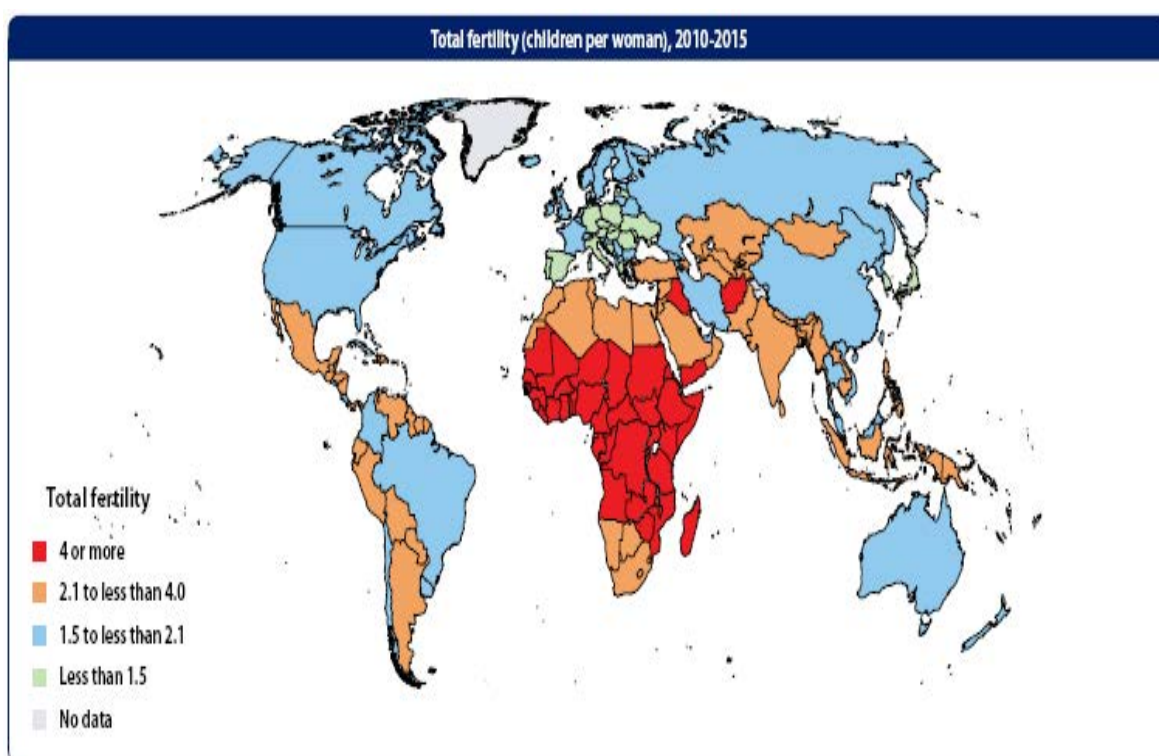 Total fertility (children per woman), 2010-2015
Total fertility
4 or more
2.1 to less than 4.0
1.5 to less than 2.1
Less than 1.5
No data